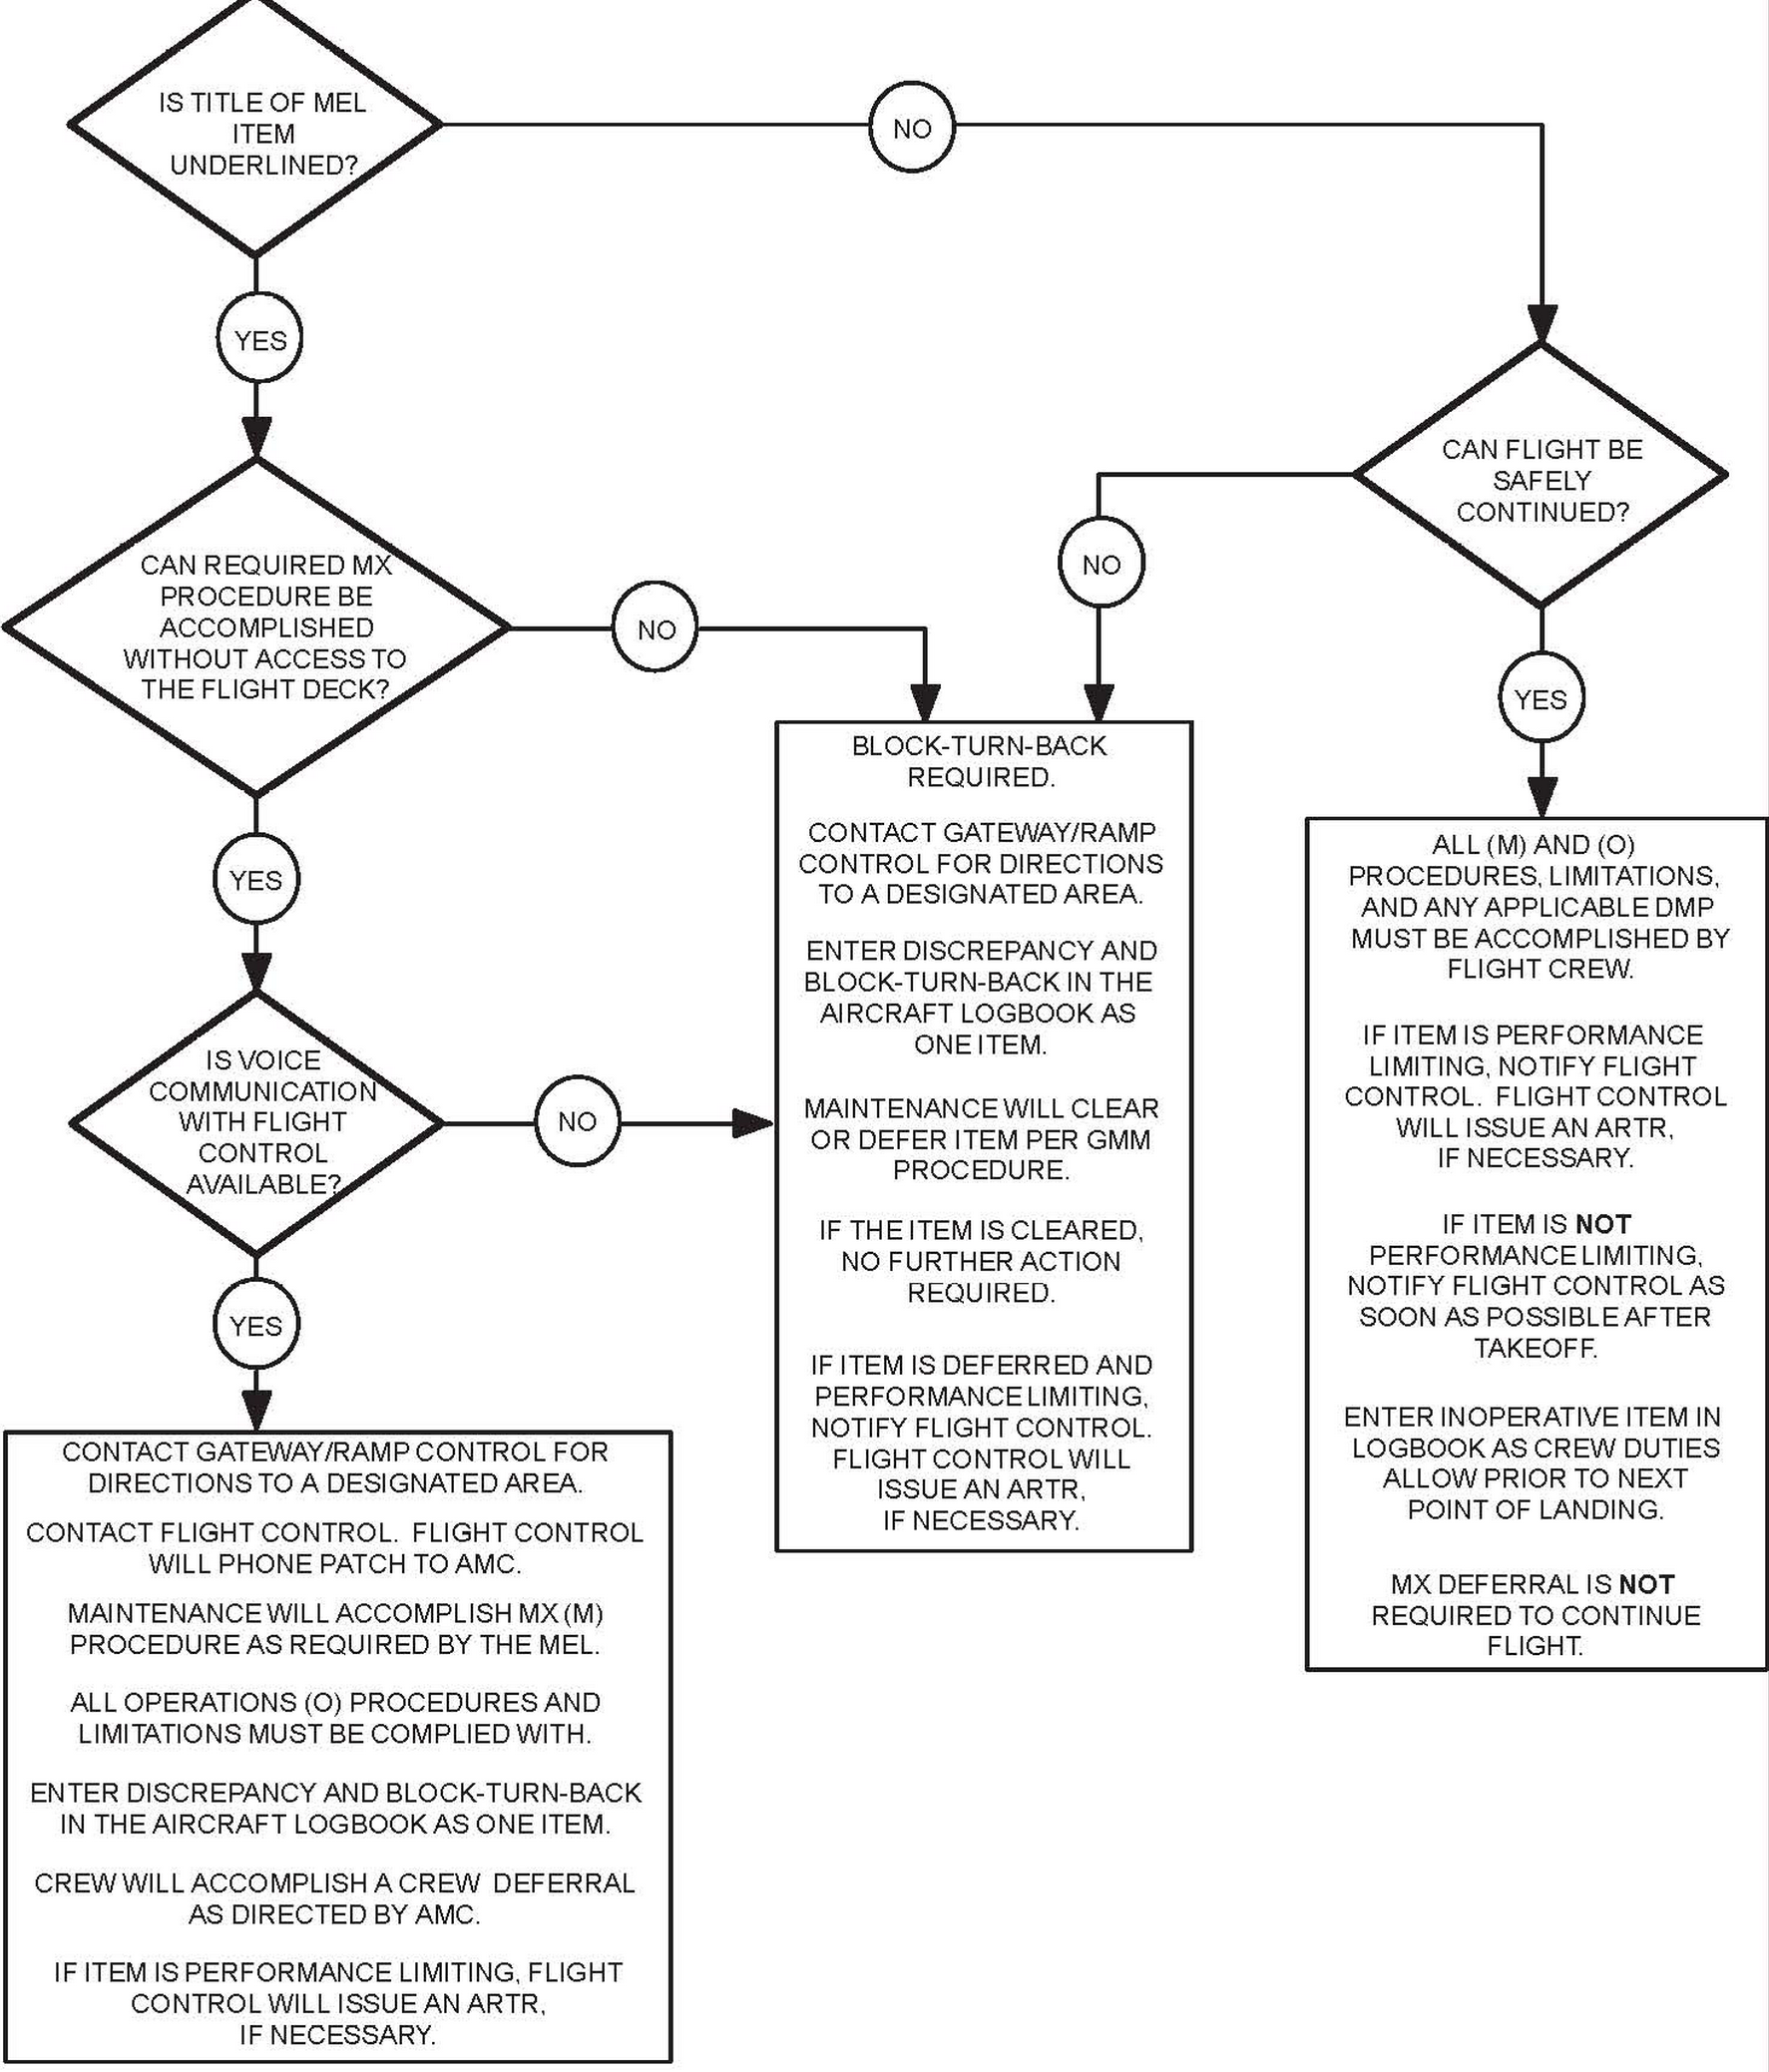 IS TITLE OF MEL
ITEM
UNDERLINED?
NO
YES
CAN FLIGHT BE
SAFELY
CONTINUED?
NO
YES
CAN REQUIRED MX
PROCEDURE BE
ACCOMPLISHED
WITHOUT ACCESS TO
THE FLIGHT DECK?
NO
YES
IS VOICE
COMMUNICATION
WITH FLIGHT
CONTROL
AVAILABLE?
NO
YES
BLOCK-TURN-BACK
REQUIRED.
CONTACT GATEWAY/RAMP
CONTROL FOR DIRECTIONS
TO A DESIGNATED AREA.
ENTER DISCREPANCY AND
BLOCK-TURN-BACK IN THE
AIRCRAFT LOGBOOK AS
ONE ITEM.
MAINTENANCE WILL CLEAR
OR DEFER ITEM PER GMM
PROCEDURE.
IF THE ITEM IS CLEARED,
NO FURTHER ACTION
REQUIRED.
IF ITEM IS DEFERRED AND
PERFORMANCE LIMITING,
NOTIFY FLIGHT CONTROL.
FLIGHT CONTROL WILL
ISSUE AN ARTR,
IF NECESSARY.
ALL (M) AND (O)
PROCEDURES, LIMITATIONS,
AND ANY APPLICABLE DMP
MUST BE ACCOMPLISHED BY
FLIGHT CREW.
IF ITEM IS PERFORMANCE
LIMITING, NOTIFY FLIGHT
CONTROL. FLIGHT CONTROL
WILL ISSUE AN ARTR,
IF NECESSARY.
IF ITEM IS NOT
PERFORMANCE LIMITING,
NOTIFY FLIGHT CONTROL AS
SOON AS POSSIBLE AFTER
TAKEOFF.
ENTER INOPERATIVE ITEM IN
LOGBOOK AS CREW DUTIES
ALLOW PRIOR TO NEXT
POINT OF LANDING.
MX DEFERRAL IS NOT
REQUIRED TO CONTINUE
FLIGHT.
CONTACT GATEWAY/RAMP CONTROL FOR
DIRECTIONS TO A DESIGNATED AREA.
CONTACT FLIGHT CONTROL. FLIGHT CONTROL
WILL PHONE PATCH TO AMC.
MAINTENANCE WILL ACCOMPLISH MX (M)
PROCEDURE AS REQUIRED BY THE MEL.
ALL OPERATIONS (O) PROCEDURES AND
LIMITATIONS MUST BE COMPLIED WITH.
ENTER DISCREPANCY AND BLOCK-TURN-BACK
IN THE AIRCRAFT LOGBOOK AS ONE ITEM.
CREW WILL ACCOMPLISH A CREW DEFERRAL
AS DIRECTED BY AMC.
IF ITEM IS PERFORMANCE LIMITING, FLIGHT
CONTROL WILL ISSUE AN ARTR,
IF NECESSARY.